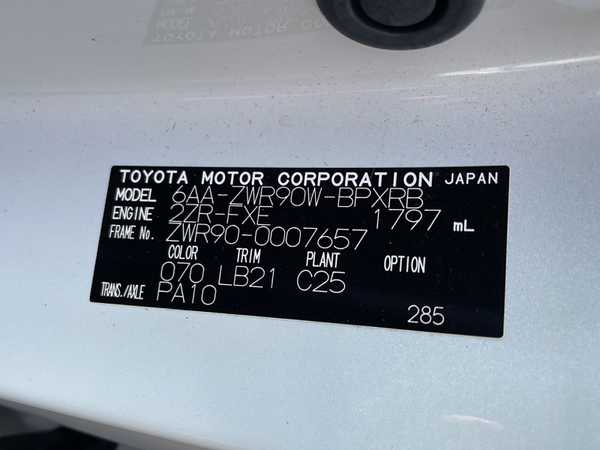 TOYOTA MOTOR CORPORATION JAPAN
MODEL 6AA-ZWR90W-BPXRB
ENGINE 2ZR-FXE 1797 mL
FRAME No. ZWR90-0007657
COLOR TRIM PLANT OPTION
070 LB21 C25
TRANS./AXLE PA10
285